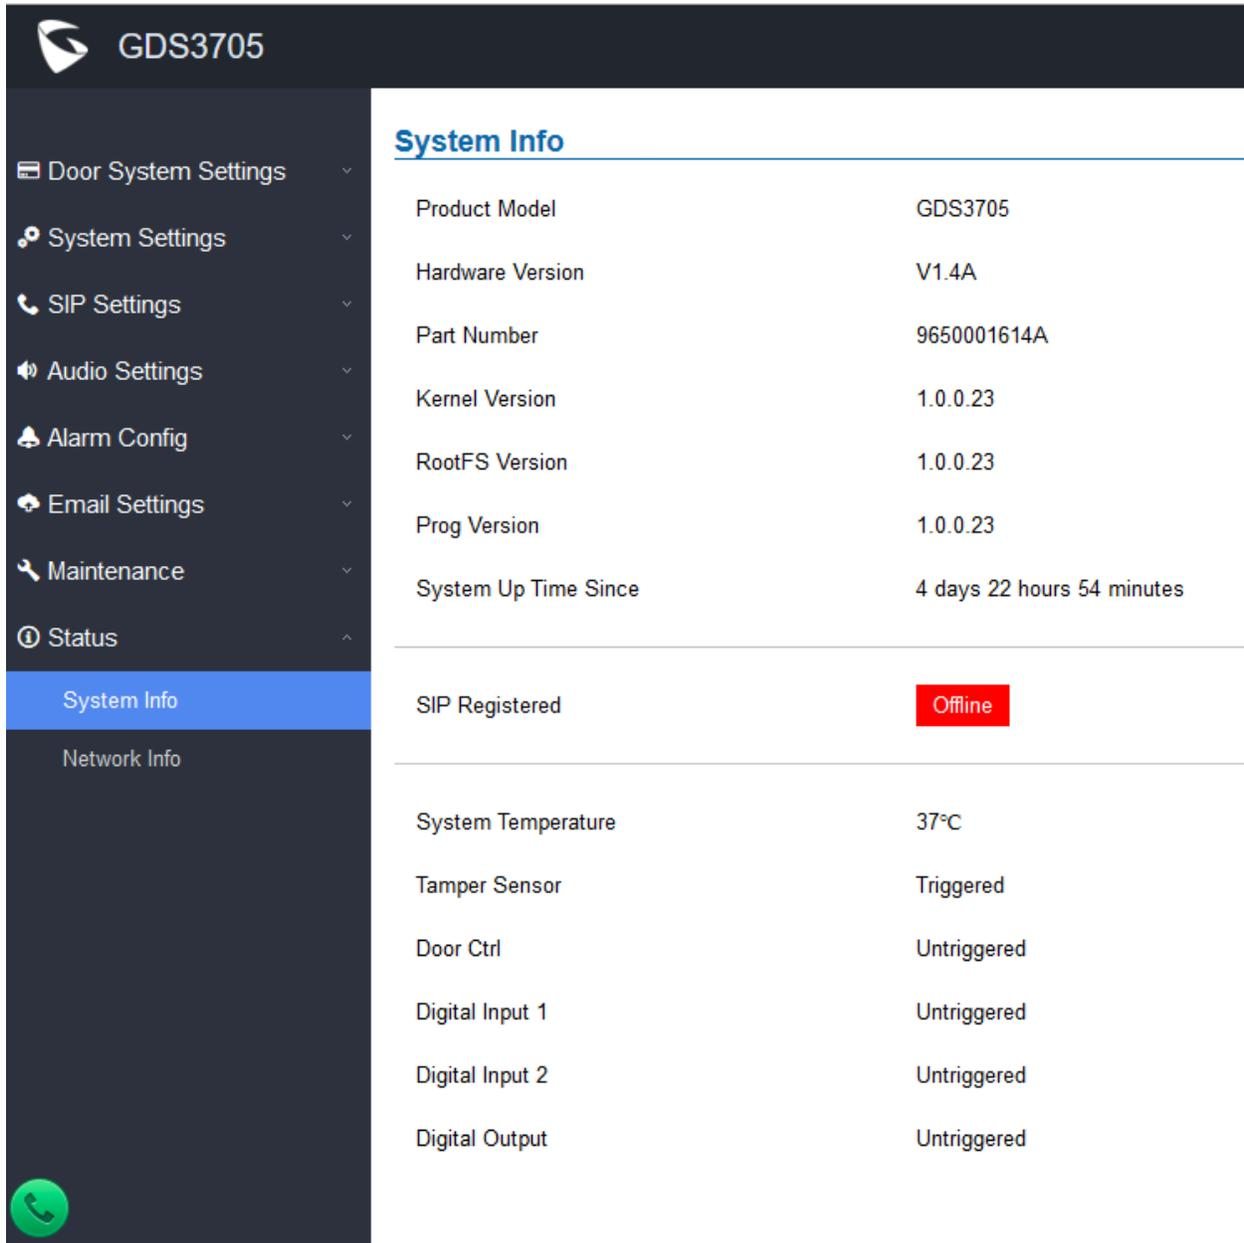 GDS3705
Door System Settings
System Settings
SIP Settings
Audio Settings
Alarm Config
Email Settings
Maintenance
Status
System Info
Network Info
System Info
Product Model GDS3705
Hardware Version V1.4A
Part Number 9650001614A
Kernel Version 1.0.0.23
RootFS Version 1.0.0.23
Prog Version 1.0.0.23
System Up Time Since 4 days 22 hours 54 minutes
SIP Registered Offline
System Temperature 37℃
Tamper Sensor Triggered
Door Ctrl Untriggered
Digital Input 1 Untriggered
Digital Input 2 Untriggered
Digital Output Untriggered